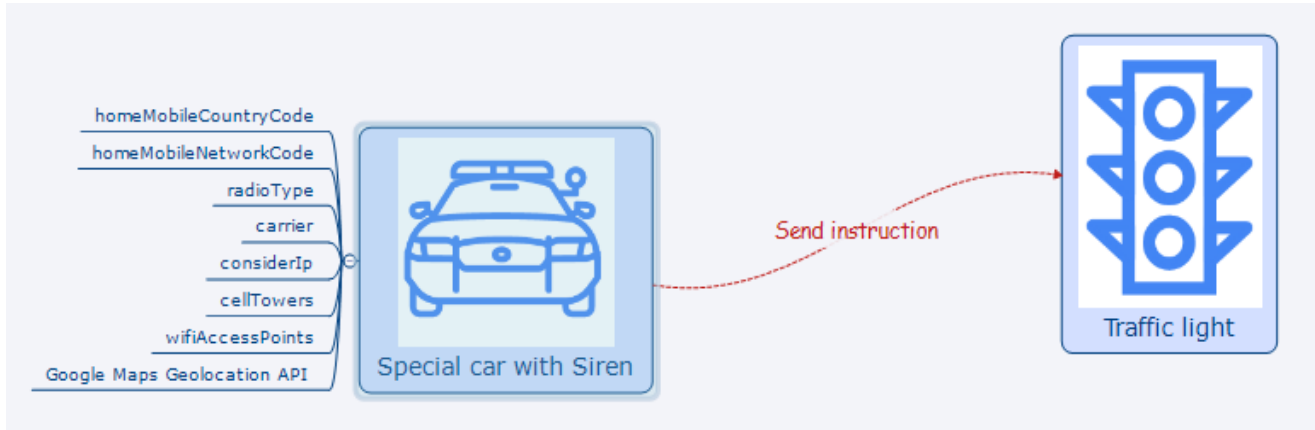 homeMobileCountryCode
homeMobileNetworkCode
radioType
carrier
considerIp
cellTowers
wifiAccessPoints
Google Maps Geolocation API
Special car with Siren
Send instruction
Traffic light